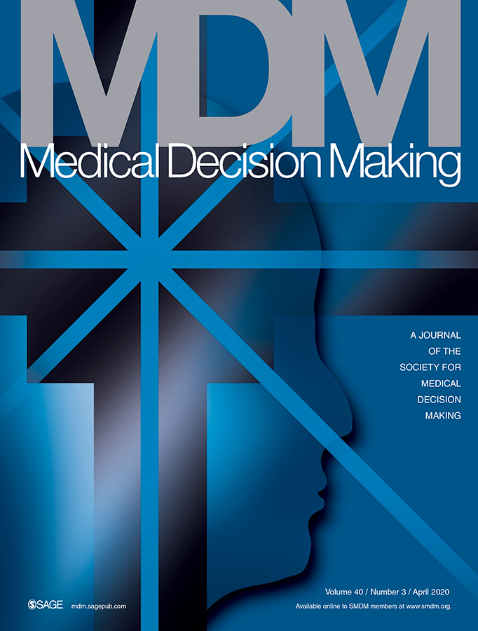 MDM
Medical Decision Making
A JOURNAL
OF THE
SOCIETY FOR
MEDICAL
DECISION
MAKING
Volume 40 / Number 3 / April 2020
SAGE mdm.sagepub.com
Available online to SMDM members at www.smdm.org.